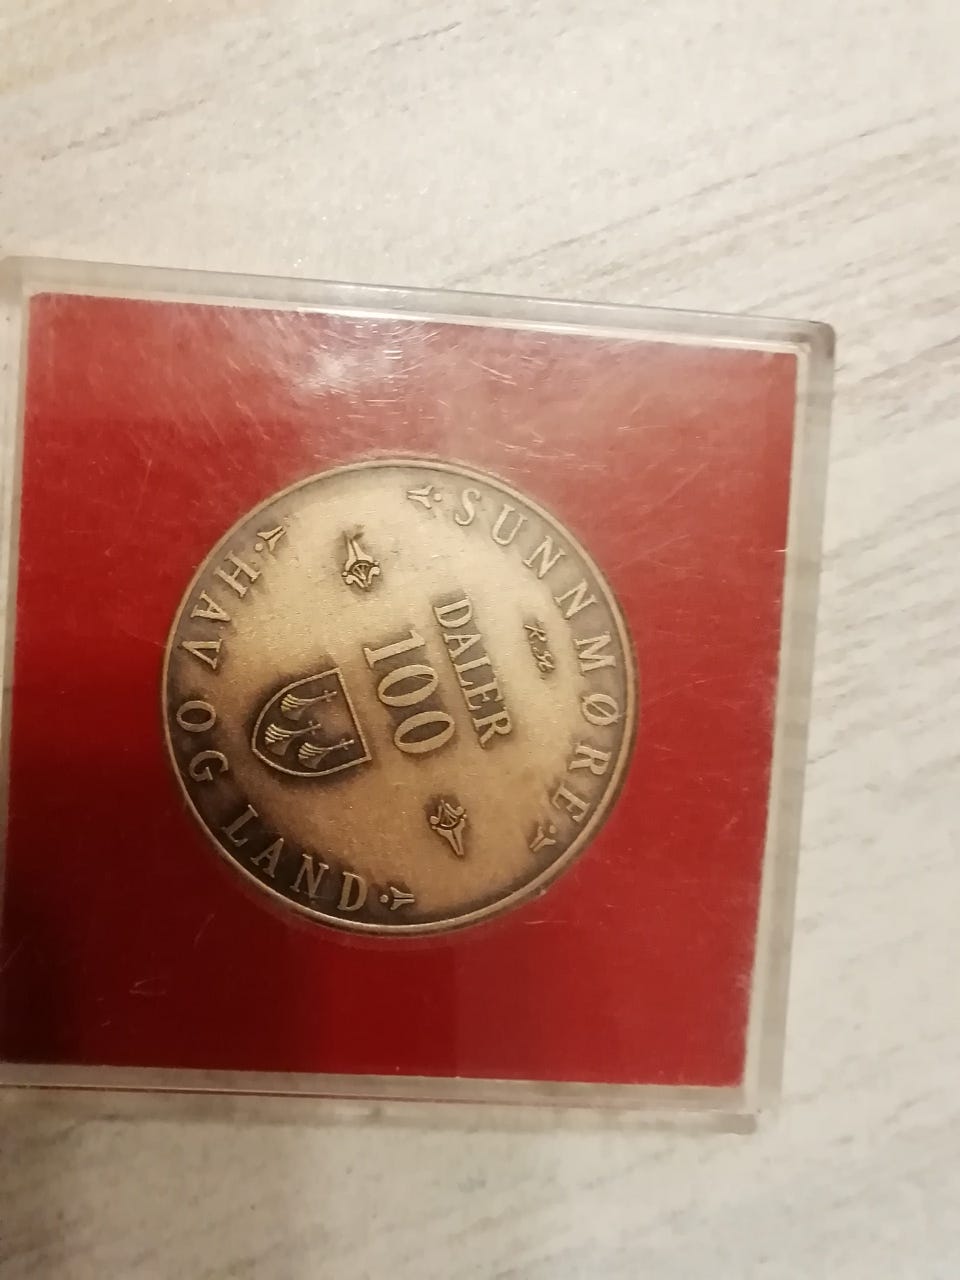 SUNNMØRE
R.H.
DALER
100
HAV OG LAND